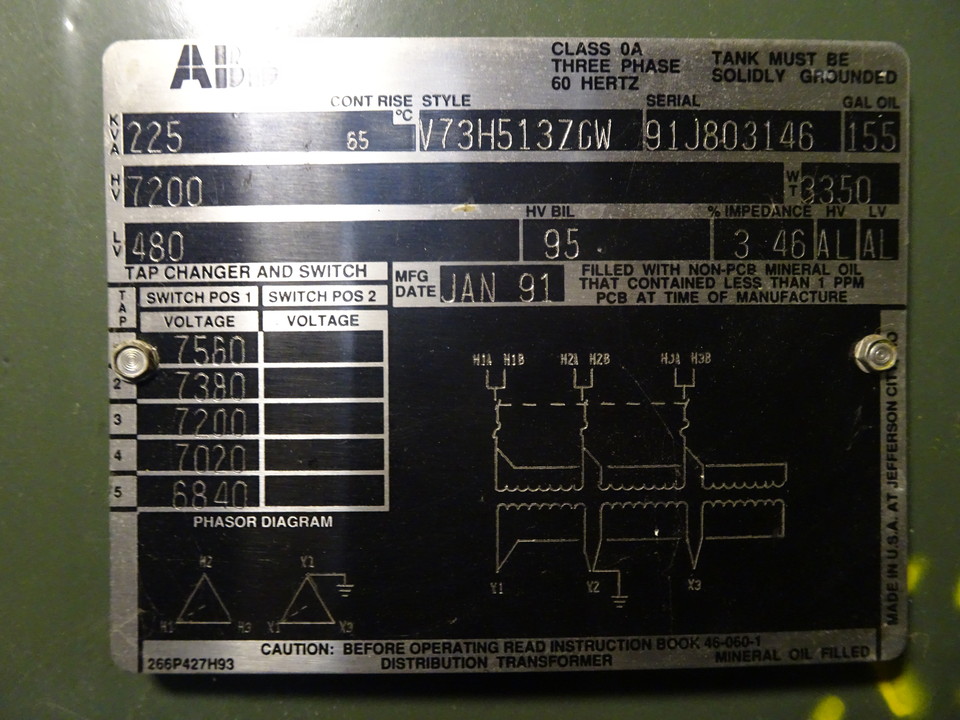 ABB
CLASS OA
THREE PHASE
60 HERTZ
TANK MUST BE
SOLIDLY GROUNDED
CONT RISE STYLE SERIAL GAL OIL
KVA 225 65 °C V73H513ZCW 91J803146 155
HV 7200 WT 3350
HV BIL % IMPEDANCE HV LV
LV 480 95 3.46 AL AL
TAP CHANGER AND SWITCH
MFG DATE JAN 91
FILLED WITH NON-PCB MINERAL OIL
THAT CONTAINED LESS THAN 1 PPM
PCB AT TIME OF MANUFACTURE
TAP SWITCH POS 1 SWITCH POS 2
VOLTAGE VOLTAGE
7560
2 7380
3 7200
4 7020
5 6840
H1A H1B H2A H2B H3A H3B
X1 X2 X3
PHASOR DIAGRAM
H2 X1
H1 H3 X3
MADE IN U.S.A. AT JEFFERSON CITY,
CAUTION: BEFORE OPERATING READ INSTRUCTION BOOK 46-060-1
266P427H93 DISTRIBUTION TRANSFORMER MINERAL OIL FILLED